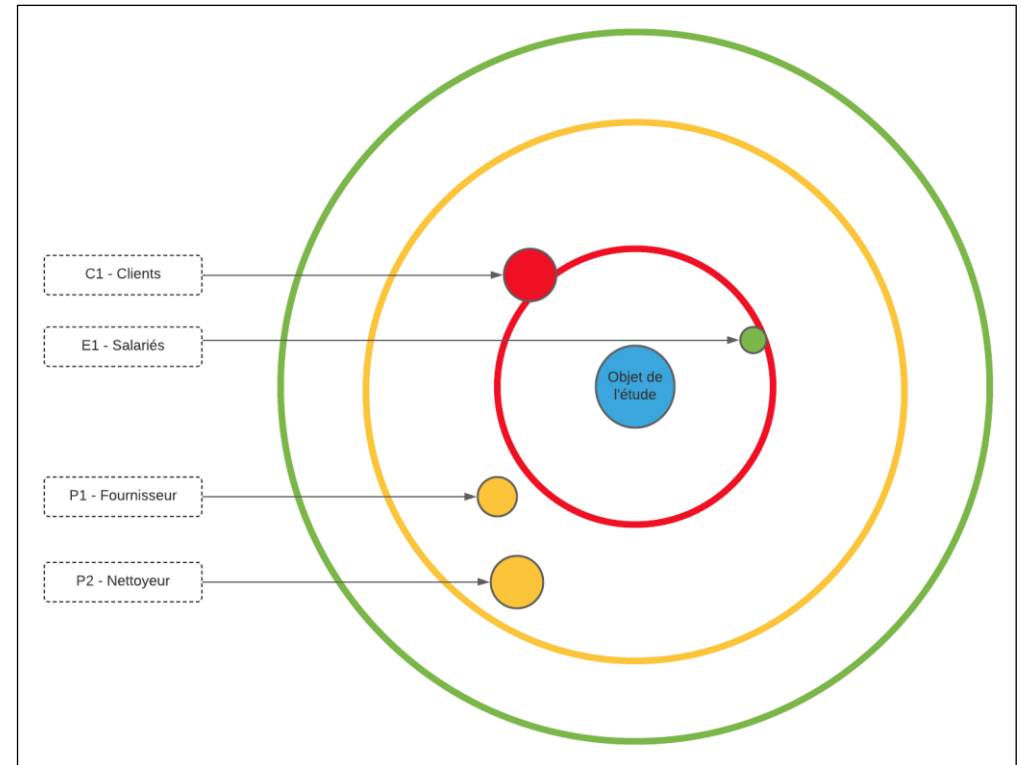 C1 - Clients
E1 - Salariés
Objet de
l'étude
P1 - Fournisseur
P2 - Nettoyeur